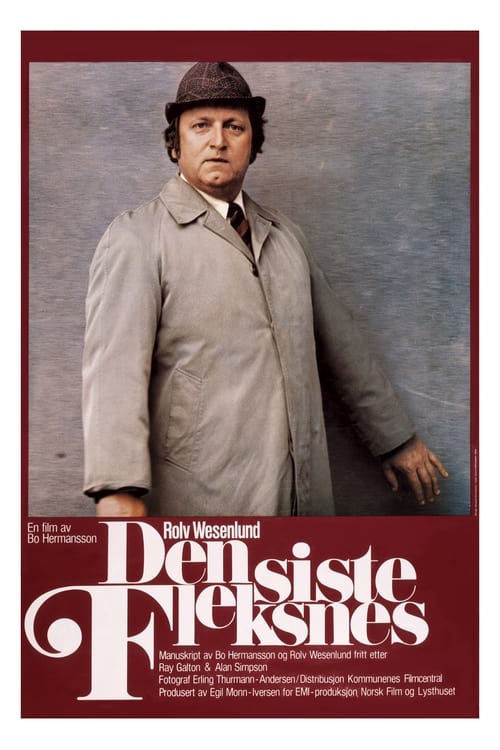 En film av
Bo Hermansson
Rolv Wesenlund
Den siste
Fleksnes
Manuskript av Bo Hermansson og Rolv Wesenlund fritt etter
Ray Galton & Alan Simpson
Fotograf Erling Thurmann-Andersen/Distribusjon Kommunenes Filmcentral
Produsert av Egil Monn-Iversen for EMI-produksjon, Norsk Film og Lysthuset